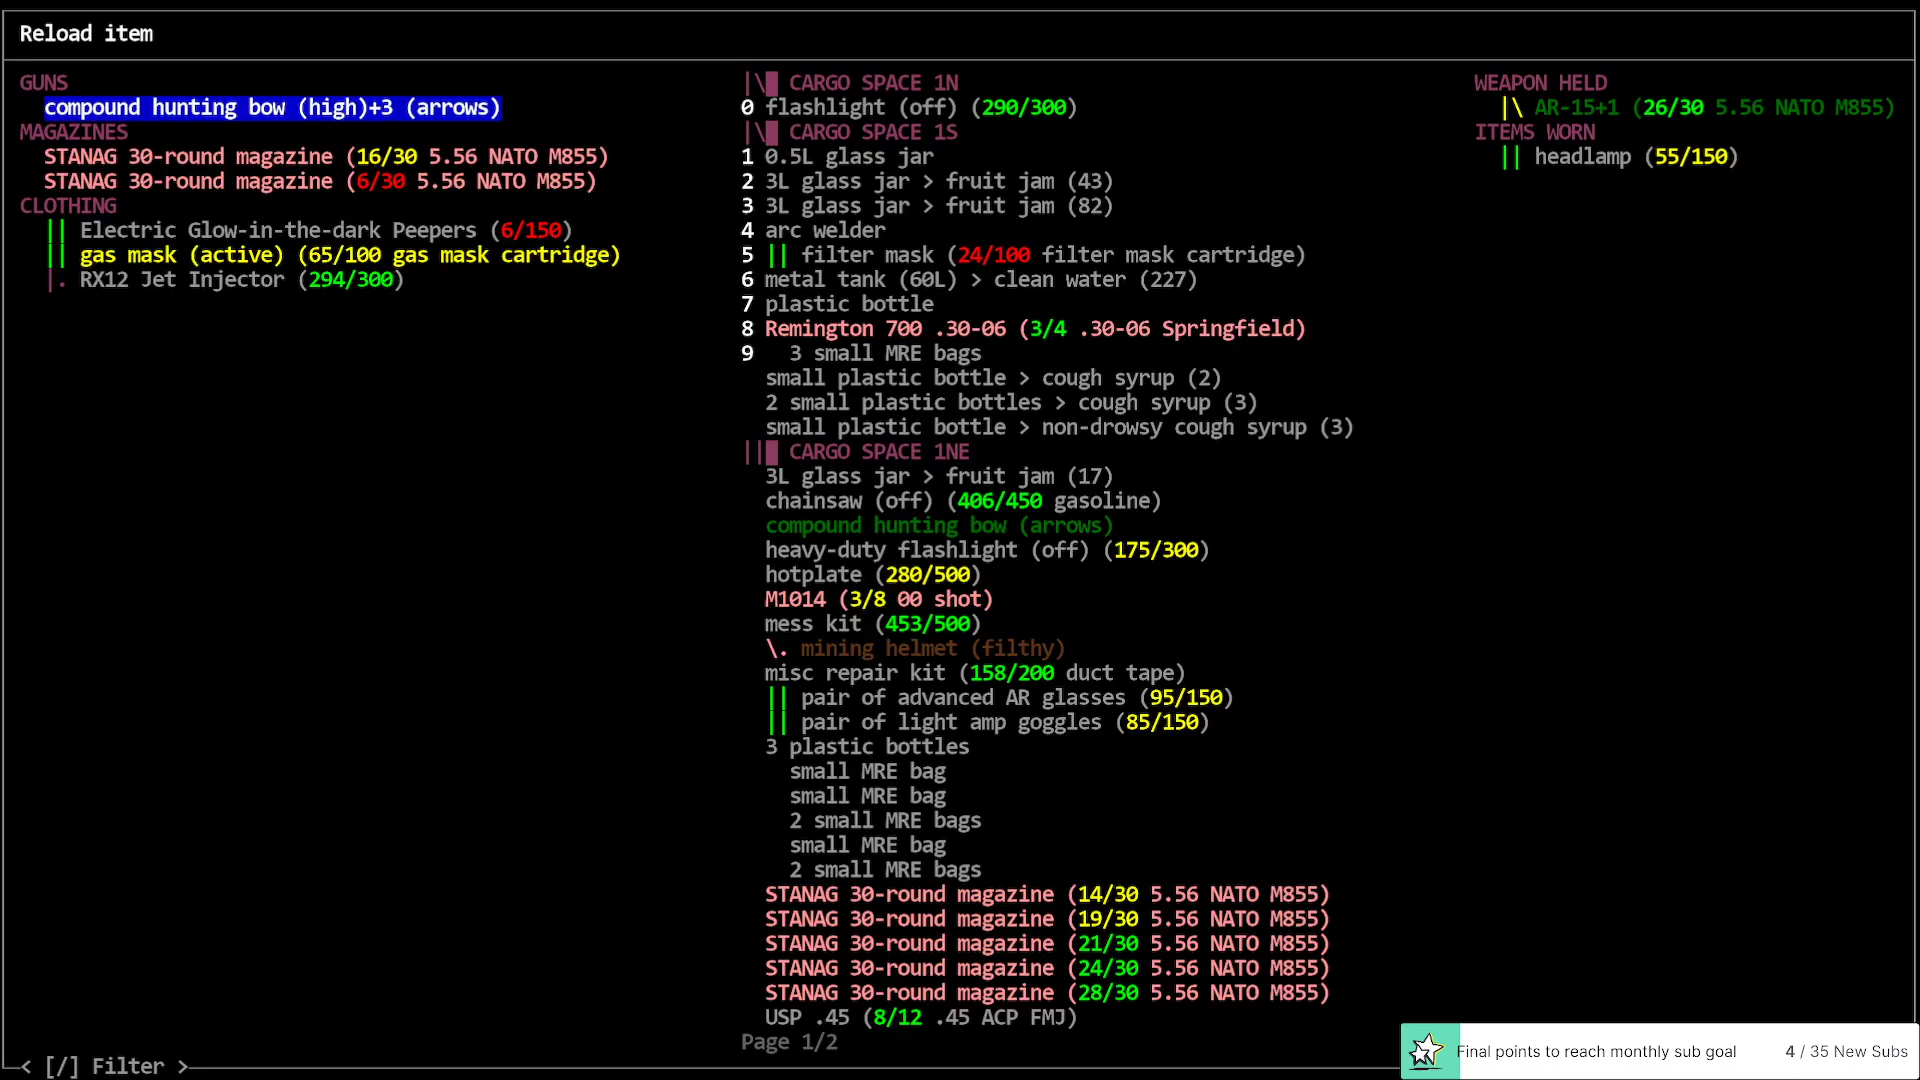 Reload item
GUNS
compound hunting bow (high)+3 (arrows)
MAGAZINES
STANAG 30-round magazine (16/30 5.56 NATO M855)
STANAG 30-round magazine (6/30 5.56 NATO M855)
CLOTHING
|| Electric Glow-in-the-dark Peepers (6/150)
|| gas mask (active) (65/100 gas mask cartridge)
|. RX12 Jet Injector (294/300)
|\█ CARGO SPACE 1N
0 flashlight (off) (290/300)
|\█ CARGO SPACE 1S
1 0.5L glass jar
2 3L glass jar > fruit jam (43)
3 3L glass jar > fruit jam (82)
4 arc welder
5 || filter mask (24/100 filter mask cartridge)
6 metal tank (60L) > clean water (227)
7 plastic bottle
8 Remington 700 .30-06 (3/4 .30-06 Springfield)
9 3 small MRE bags
small plastic bottle > cough syrup (2)
2 small plastic bottles > cough syrup (3)
small plastic bottle > non-drowsy cough syrup (3)
||█ CARGO SPACE 1NE
3L glass jar > fruit jam (17)
chainsaw (off) (406/450 gasoline)
compound hunting bow (arrows)
heavy-duty flashlight (off) (175/300)
hotplate (280/500)
M1014 (3/8 00 shot)
mess kit (453/500)
\. mining helmet (filthy)
misc repair kit (158/200 duct tape)
|| pair of advanced AR glasses (95/150)
|| pair of light amp goggles (85/150)
3 plastic bottles
small MRE bag
small MRE bag
2 small MRE bags
small MRE bag
2 small MRE bags
STANAG 30-round magazine (14/30 5.56 NATO M855)
STANAG 30-round magazine (19/30 5.56 NATO M855)
STANAG 30-round magazine (21/30 5.56 NATO M855)
STANAG 30-round magazine (24/30 5.56 NATO M855)
STANAG 30-round magazine (28/30 5.56 NATO M855)
USP .45 (8/12 .45 ACP FMJ)
Page 1/2
WEAPON HELD
|\ AR-15+1 (26/30 5.56 NATO M855)
ITEMS WORN
|| headlamp (55/150)
< [/] Filter >
Final points to reach monthly sub goal 4 / 35 New Subs